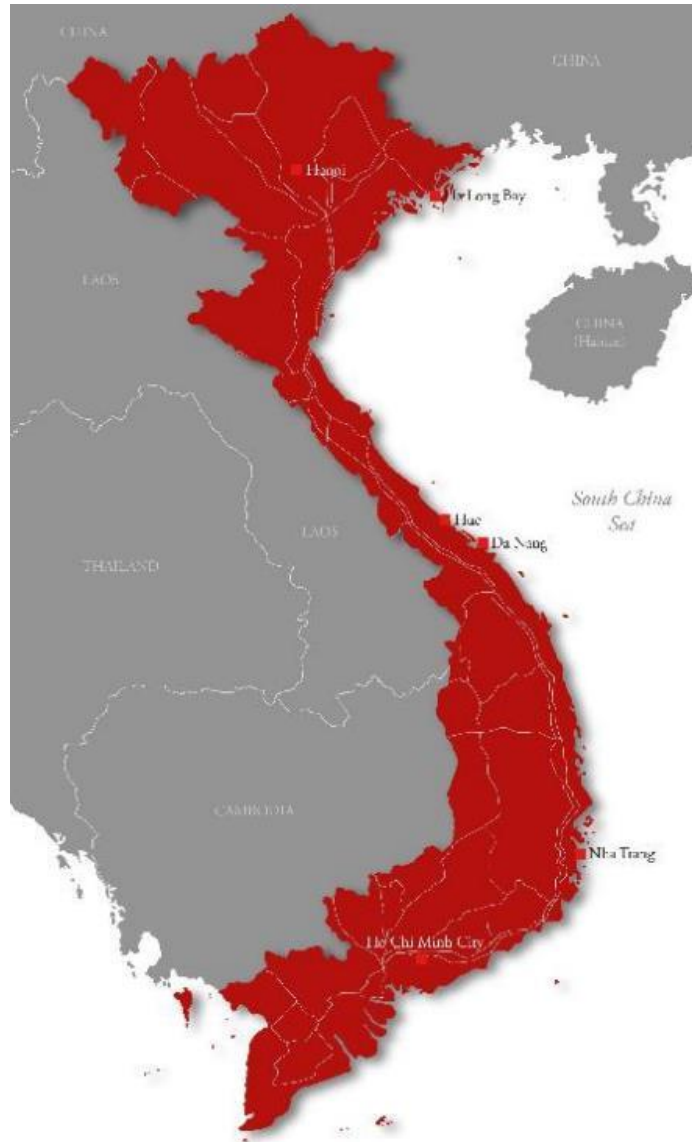 CHINA
CHINA
Hanoi
Ha Long Bay
LAOS
CHINA
(Hainan)
South China
Sea
Hue
LAOS
Da Nang
THAILAND
CAMBODIA
Nha Trang
Ho Chi Minh City